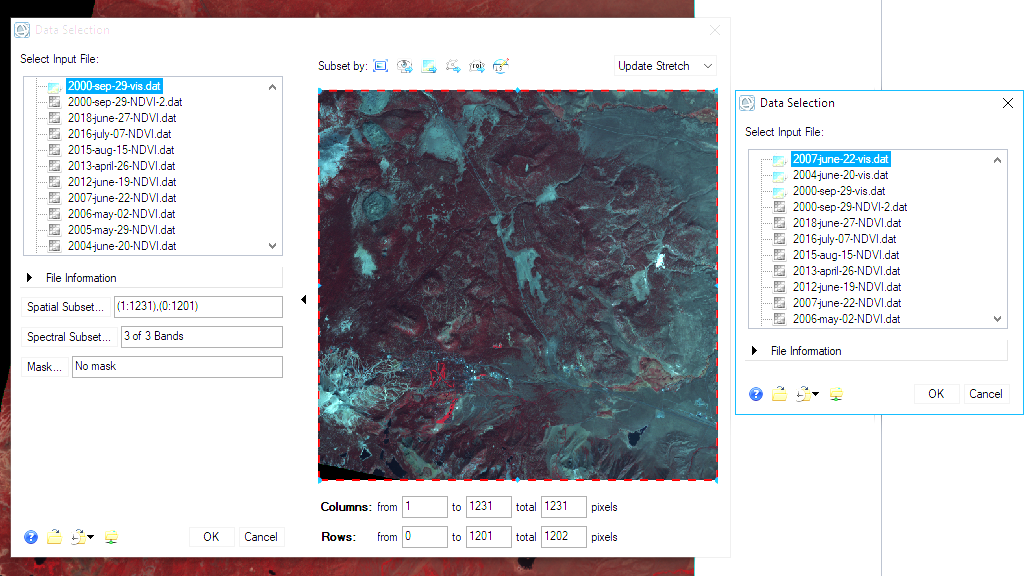 Data Selection
Select Input File:
2000-sep-29-vis.dat
2000-sep-29-NDVI-2.dat
2018-june-27-NDVI.dat
2016-july-07-NDVI.dat
2015-aug-15-NDVI.dat
2013-april-26-NDVI.dat
2012-june-19-NDVI.dat
2007-june-22-NDVI.dat
2006-may-02-NDVI.dat
2005-may-29-NDVI.dat
2004-june-20-NDVI.dat
File Information
Spatial Subset... (1:1231),(0:1201)
Spectral Subset... 3 of 3 Bands
Mask... No mask
OK Cancel
Subset by: roi Update Stretch
Columns: from 1 to 1231 total 1231 pixels
Rows: from 0 to 1201 total 1202 pixels
Data Selection
Select Input File:
2007-june-22-vis.dat
2004-june-20-vis.dat
2000-sep-29-vis.dat
2000-sep-29-NDVI-2.dat
2018-june-27-NDVI.dat
2016-july-07-NDVI.dat
2015-aug-15-NDVI.dat
2013-april-26-NDVI.dat
2012-june-19-NDVI.dat
2007-june-22-NDVI.dat
2006-may-02-NDVI.dat
File Information
OK Cancel